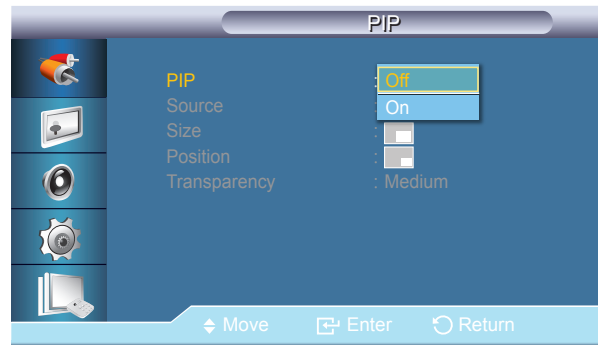 PIP
PIP : Off
Source : On
Size :
Position :
Transparency : Medium
Move Enter Return